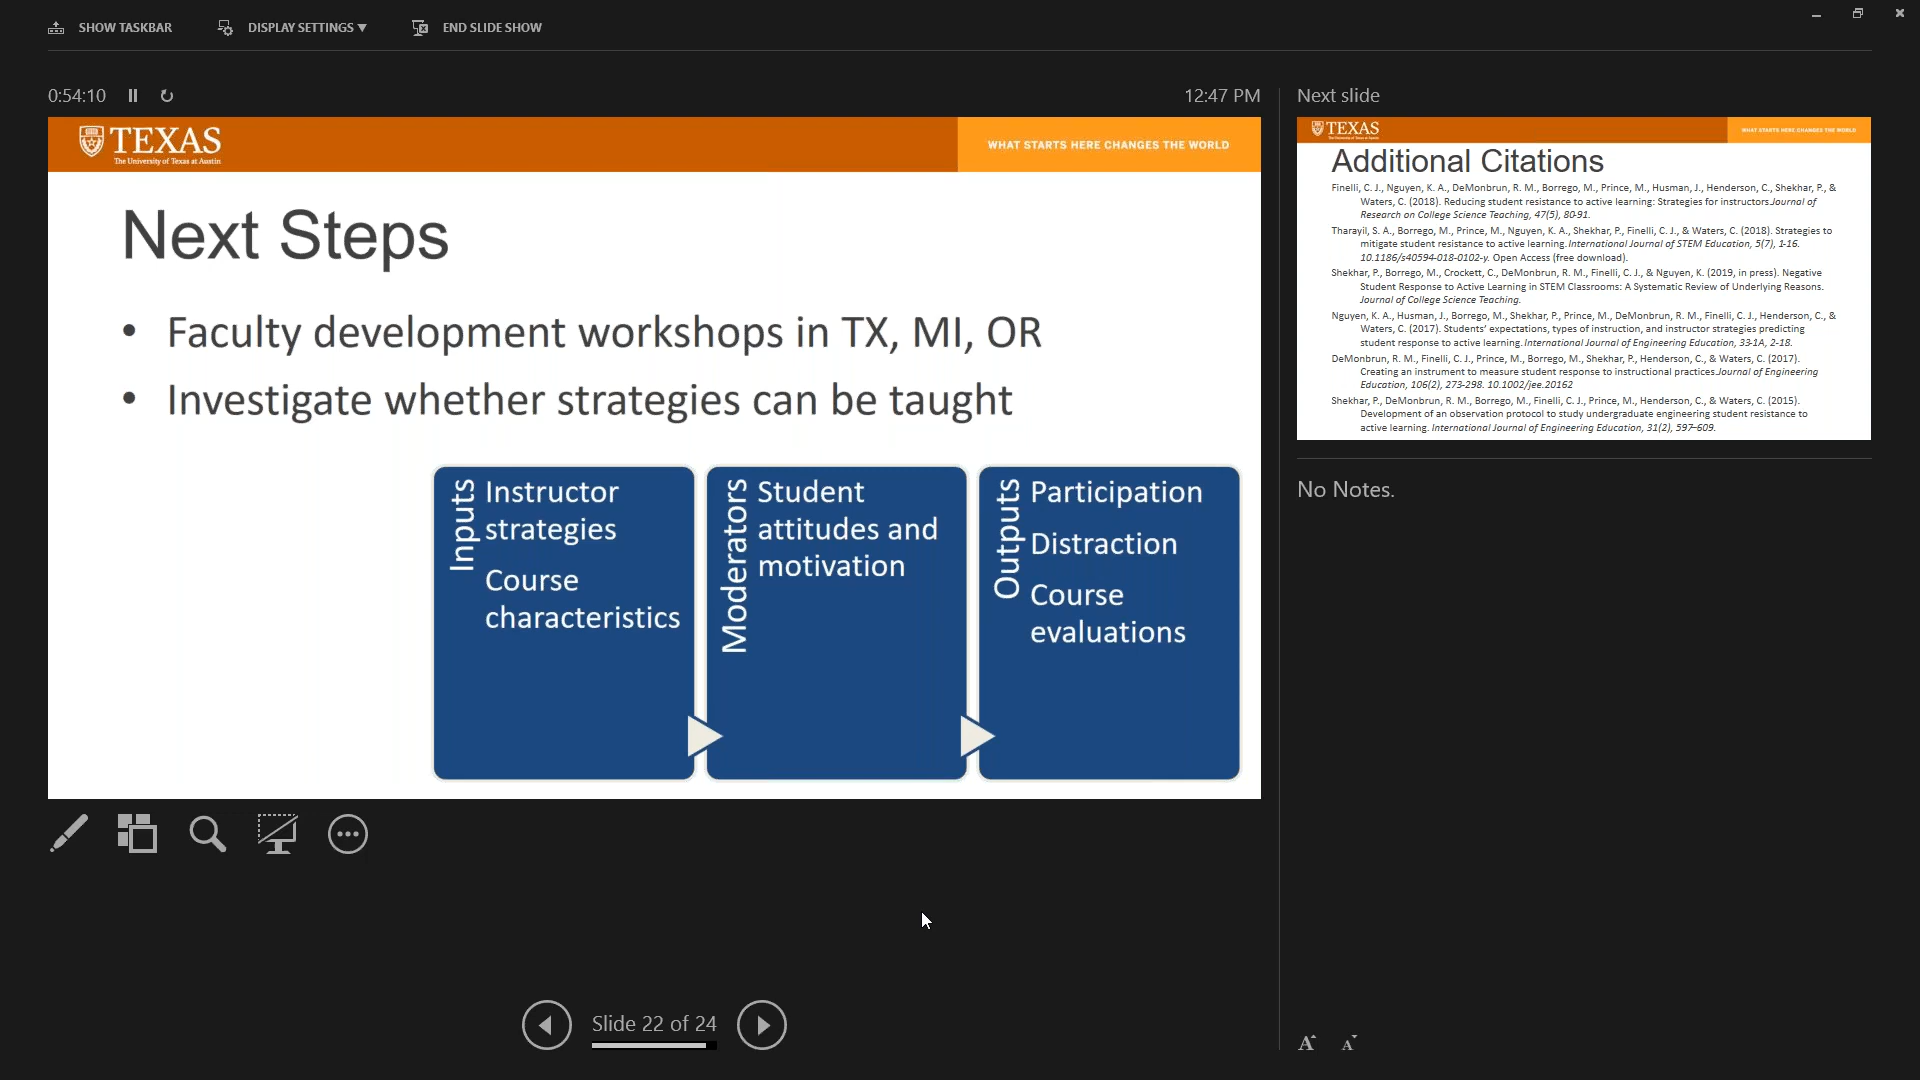 SHOW TASKBAR
DISPLAY SETTINGS
END SLIDE SHOW
0:54:10
12:47 PM
TEXAS
The University of Texas at Austin
WHAT STARTS HERE CHANGES THE WORLD
Next Steps
• Faculty development workshops in TX, MI, OR
• Investigate whether strategies can be taught
Inputs
Instructor
strategies
Course
characteristics
Moderators
Student
attitudes and
motivation
Outputs
Participation
Distraction
Course
evaluations
Slide 22 of 24
Next slide
TEXAS
The University of Texas at Austin
WHAT STARTS HERE CHANGES THE WORLD
Additional Citations
Finelli, C. J., Nguyen, K. A., DeMonbrun, R. M., Borrego, M., Prince, M., Husman, J., Henderson, C., Shekhar, P., &
Waters, C. (2018). Reducing student resistance to active learning: Strategies for instructors. Journal of
Research on College Science Teaching, 47(5), 80-91.
Tharayil, S. A., Borrego, M., Prince, M., Nguyen, K. A., Shekhar, P., Finelli, C. J., & Waters, C. (2018). Strategies to
mitigate student resistance to active learning. International Journal of STEM Education, 5(7), 1-16.
10.1186/s40594-018-0102-y. Open Access (free download).
Shekhar, P., Borrego, M., Crockett, C., DeMonbrun, R. M., Finelli, C. J., & Nguyen, K. (2019, in press). Negative
Student Response to Active Learning in STEM Classrooms: A Systematic Review of Underlying Reasons.
Journal of College Science Teaching.
Nguyen, K. A., Husman, J., Borrego, M., Shekhar, P., Prince, M., DeMonbrun, R. M., Finelli, C. J., Henderson, C., &
Waters, C. (2017). Students' expectations, types of instruction, and instructor strategies predicting
student response to active learning. International Journal of Engineering Education, 33-1A, 2-18.
DeMonbrun, R. M., Finelli, C. J., Prince, M., Borrego, M., Shekhar, P., Henderson, C., & Waters, C. (2017).
Creating an instrument to measure student response to instructional practices. Journal of Engineering
Education, 106(2), 273-298. 10.1002/jee.20162
Shekhar, P., DeMonbrun, R. M., Borrego, M., Finelli, C. J., Prince, M., Henderson, C., & Waters, C. (2015).
Development of an observation protocol to study undergraduate engineering student resistance to
active learning. International Journal of Engineering Education, 31(2), 597–609.
No Notes.
A A